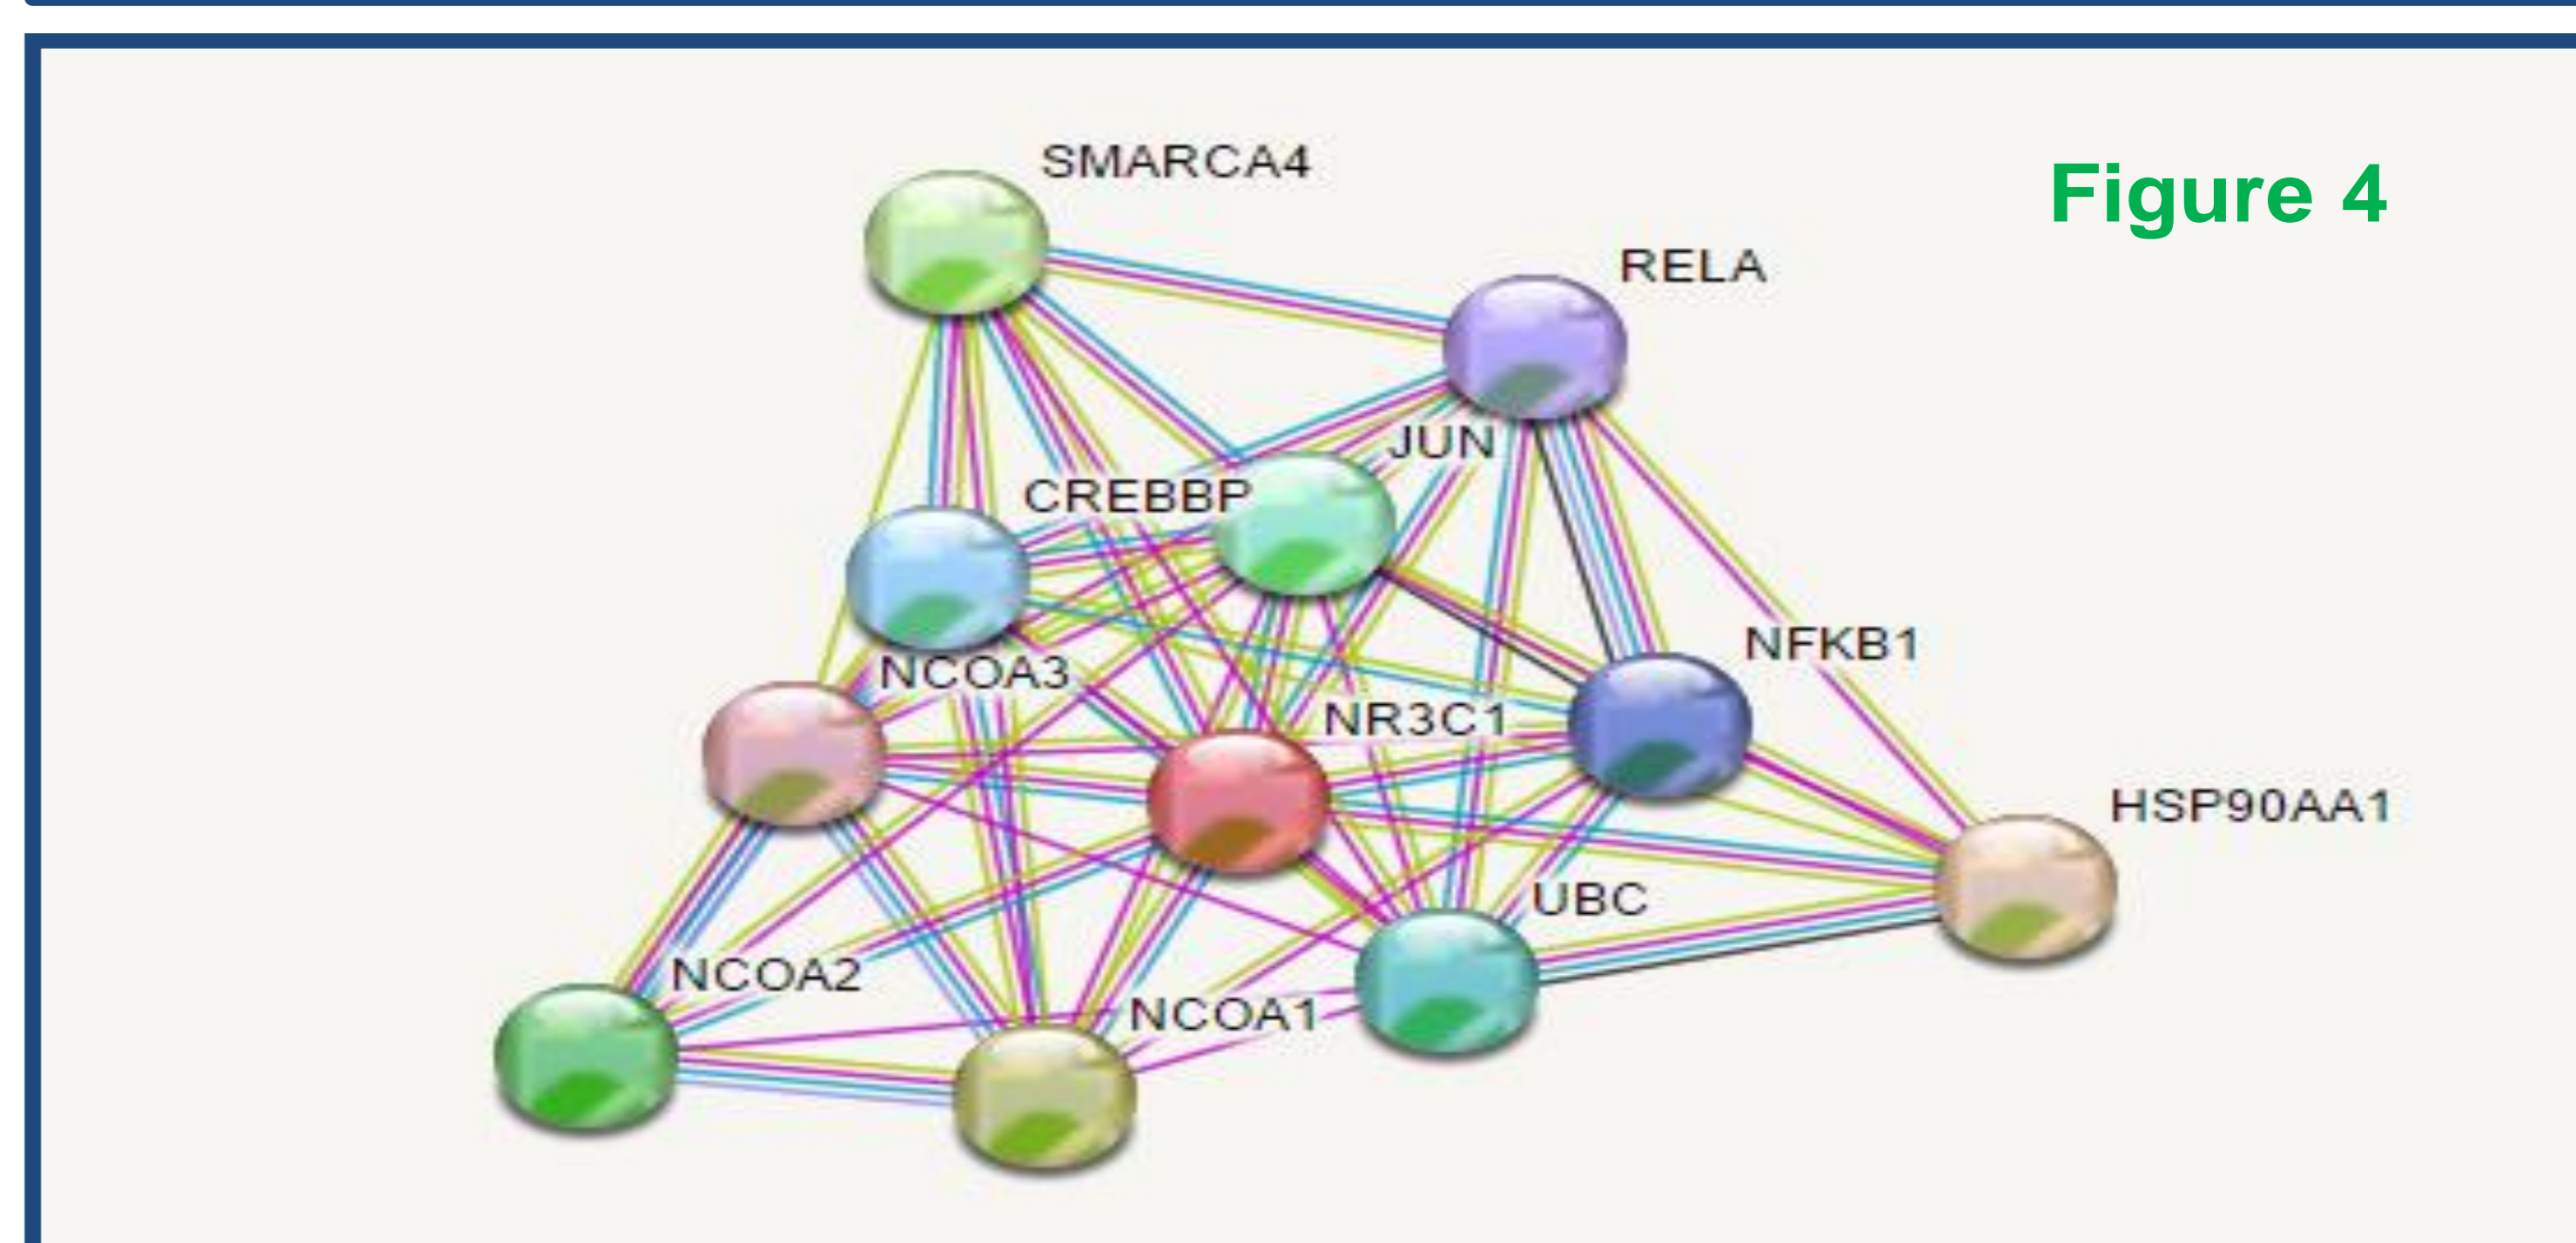 SMARCA4
Figure 4
RELA
JUN
CREBBP
NFKB1
NCOA3
NR3C1
HSP90AA1
UBC
NCOA2
NCOA1